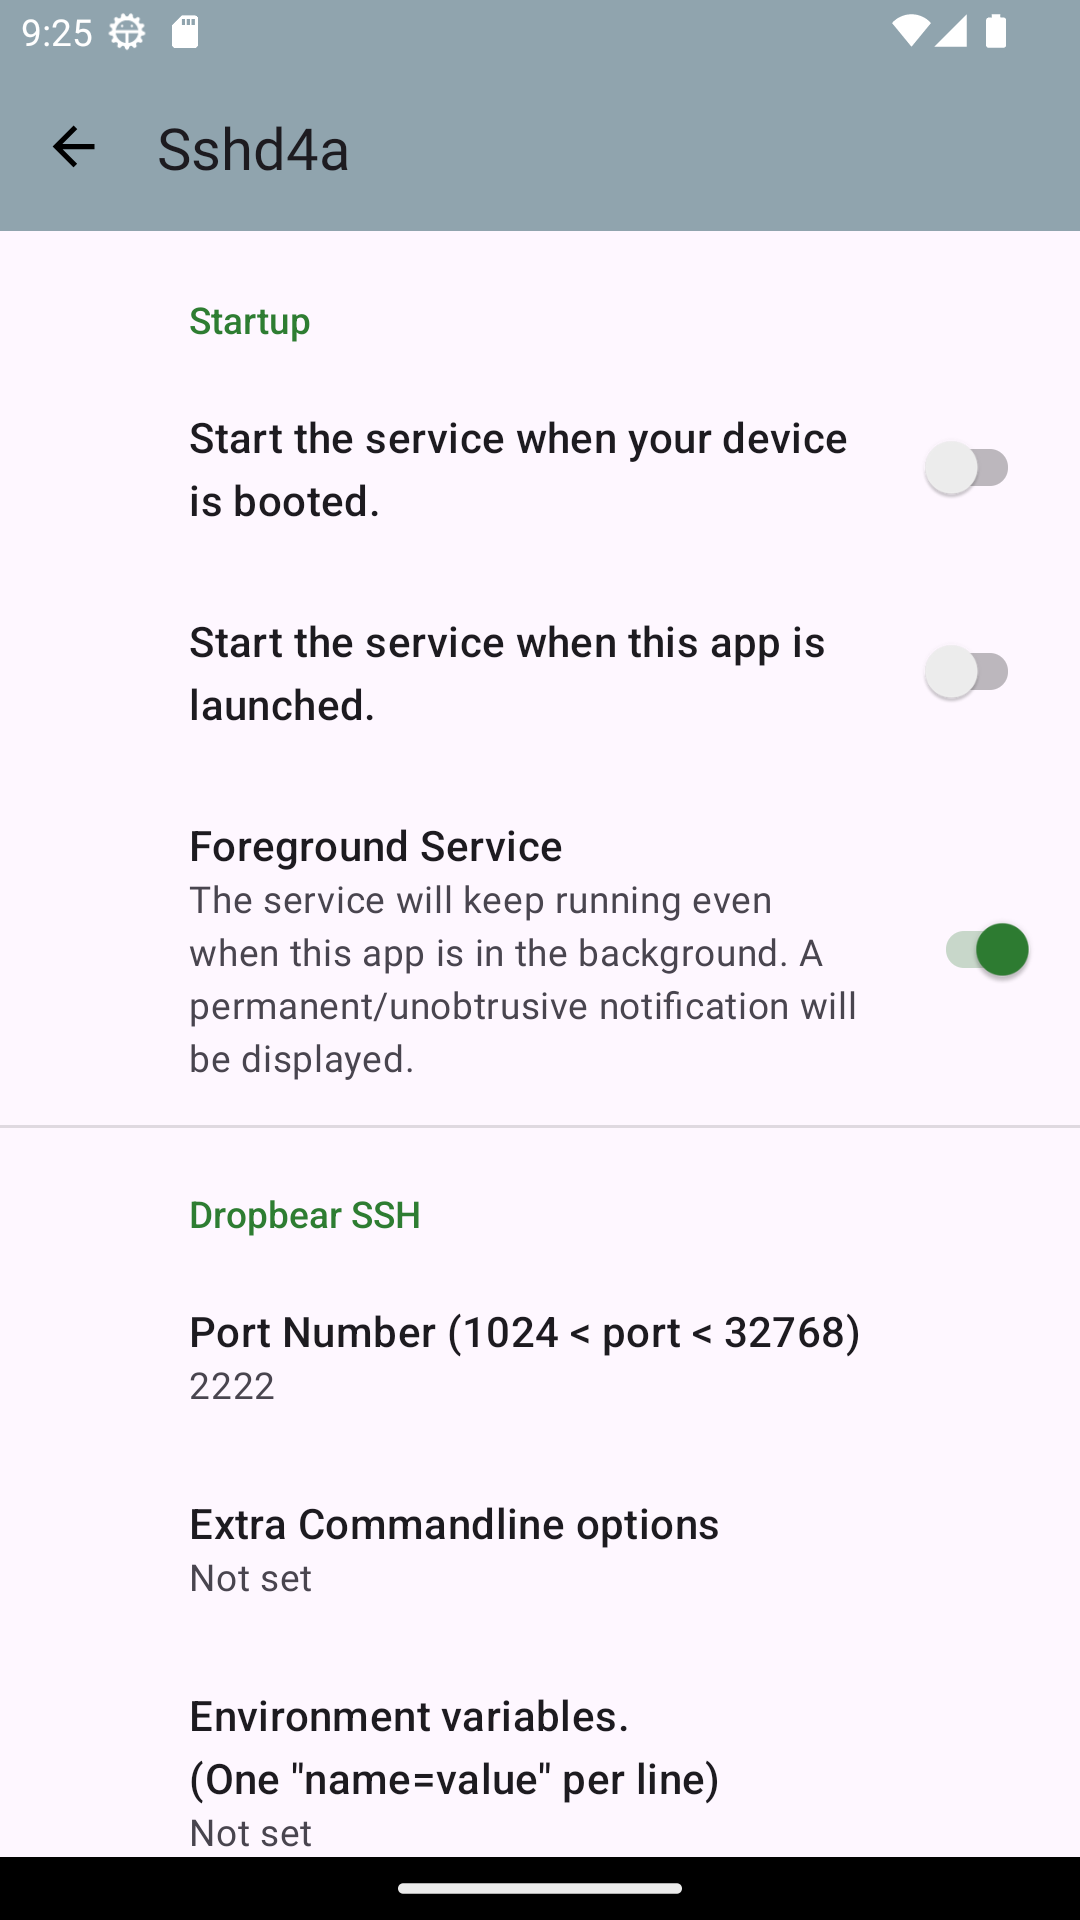 9:25
Sshd4a
Startup
Start the service when your device
is booted.
Start the service when this app is
launched.
Foreground Service
The service will keep running even
when this app is in the background. A
permanent/unobtrusive notification will
be displayed.
Dropbear SSH
Port Number (1024 < port < 32768)
2222
Extra Commandline options
Not set
Environment variables.
(One "name=value" per line)
Not set